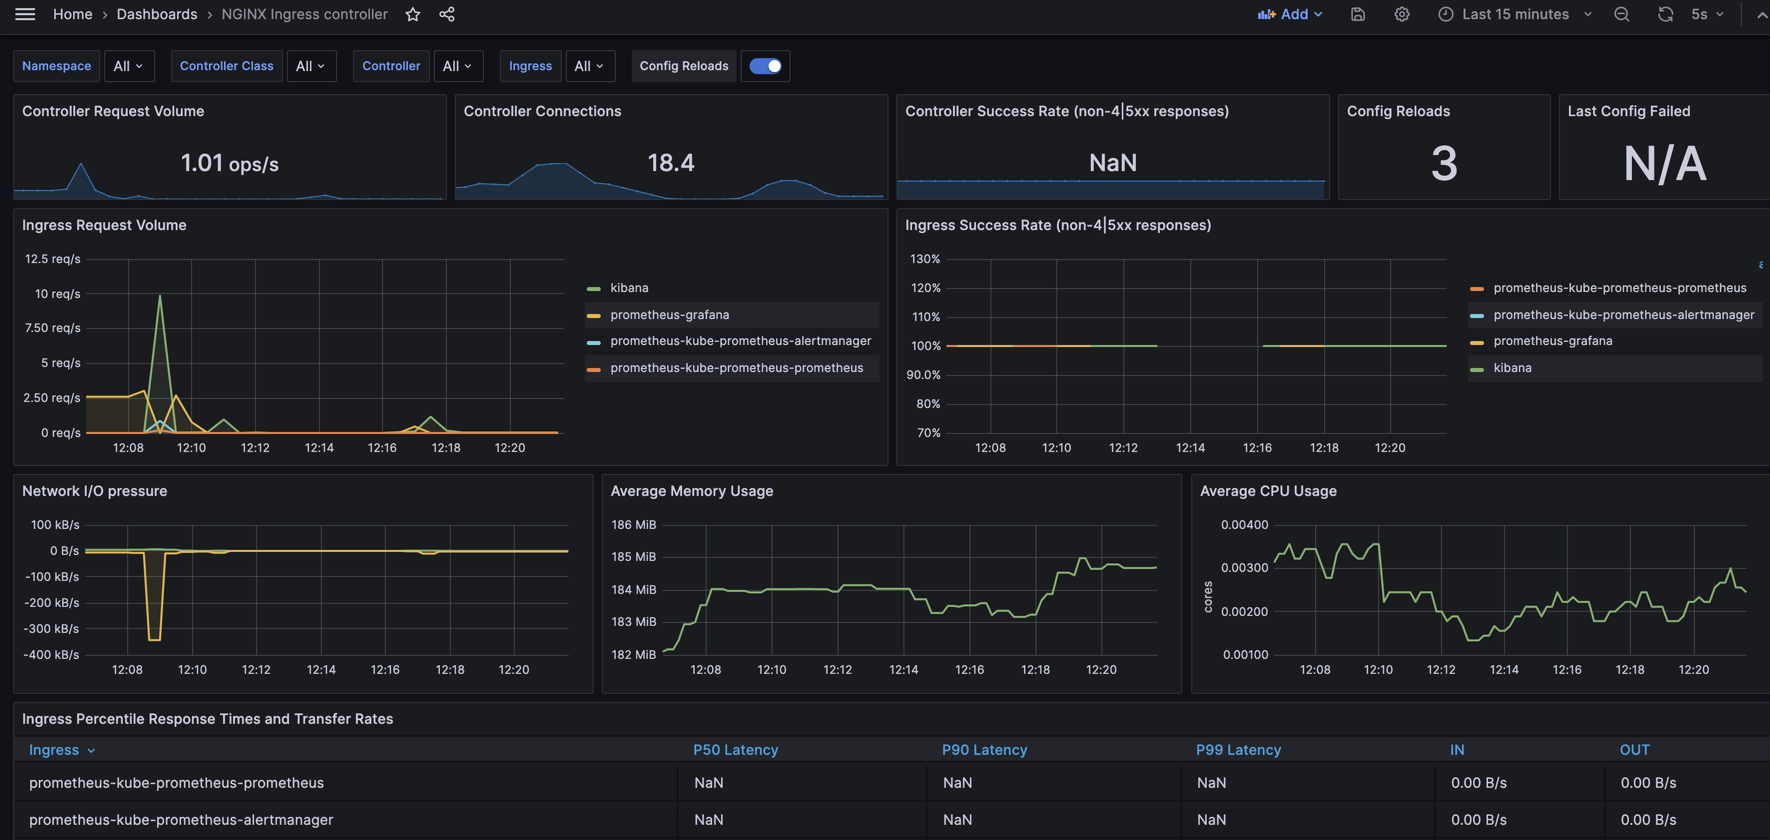 Home › Dashboards › NGINX Ingress controller
Add
Last 15 minutes
5s
Namespace All Controller Class All Controller All Ingress All Config Reloads
Controller Request Volume
1.01 ops/s
Controller Connections
18.4
Controller Success Rate (non-4|5xx responses)
NaN
Config Reloads
3
Last Config Failed
N/A
Ingress Request Volume
12.5 req/s
10 req/s
7.50 req/s
5 req/s
2.50 req/s
0 req/s
12:08 12:10 12:12 12:14 12:16 12:18 12:20
kibana
prometheus-grafana
prometheus-kube-prometheus-alertmanager
prometheus-kube-prometheus-prometheus
Ingress Success Rate (non-4|5xx responses)
130%
120%
110%
100%
90.0%
80%
70%
12:08 12:10 12:12 12:14 12:16 12:18 12:20
prometheus-kube-prometheus-prometheus
prometheus-kube-prometheus-alertmanager
prometheus-grafana
kibana
Network I/O pressure
100 kB/s
0 B/s
-100 kB/s
-200 kB/s
-300 kB/s
-400 kB/s
12:08 12:10 12:12 12:14 12:16 12:18 12:20
Average Memory Usage
186 MiB
185 MiB
184 MiB
183 MiB
182 MiB
12:08 12:10 12:12 12:14 12:16 12:18 12:20
Average CPU Usage
cores
0.00400
0.00300
0.00200
0.00100
12:08 12:10 12:12 12:14 12:16 12:18 12:20
Ingress Percentile Response Times and Transfer Rates
Ingress P50 Latency P90 Latency P99 Latency IN OUT
prometheus-kube-prometheus-prometheus NaN NaN NaN 0.00 B/s 0.00 B/s
prometheus-kube-prometheus-alertmanager NaN NaN NaN 0.00 B/s 0.00 B/s